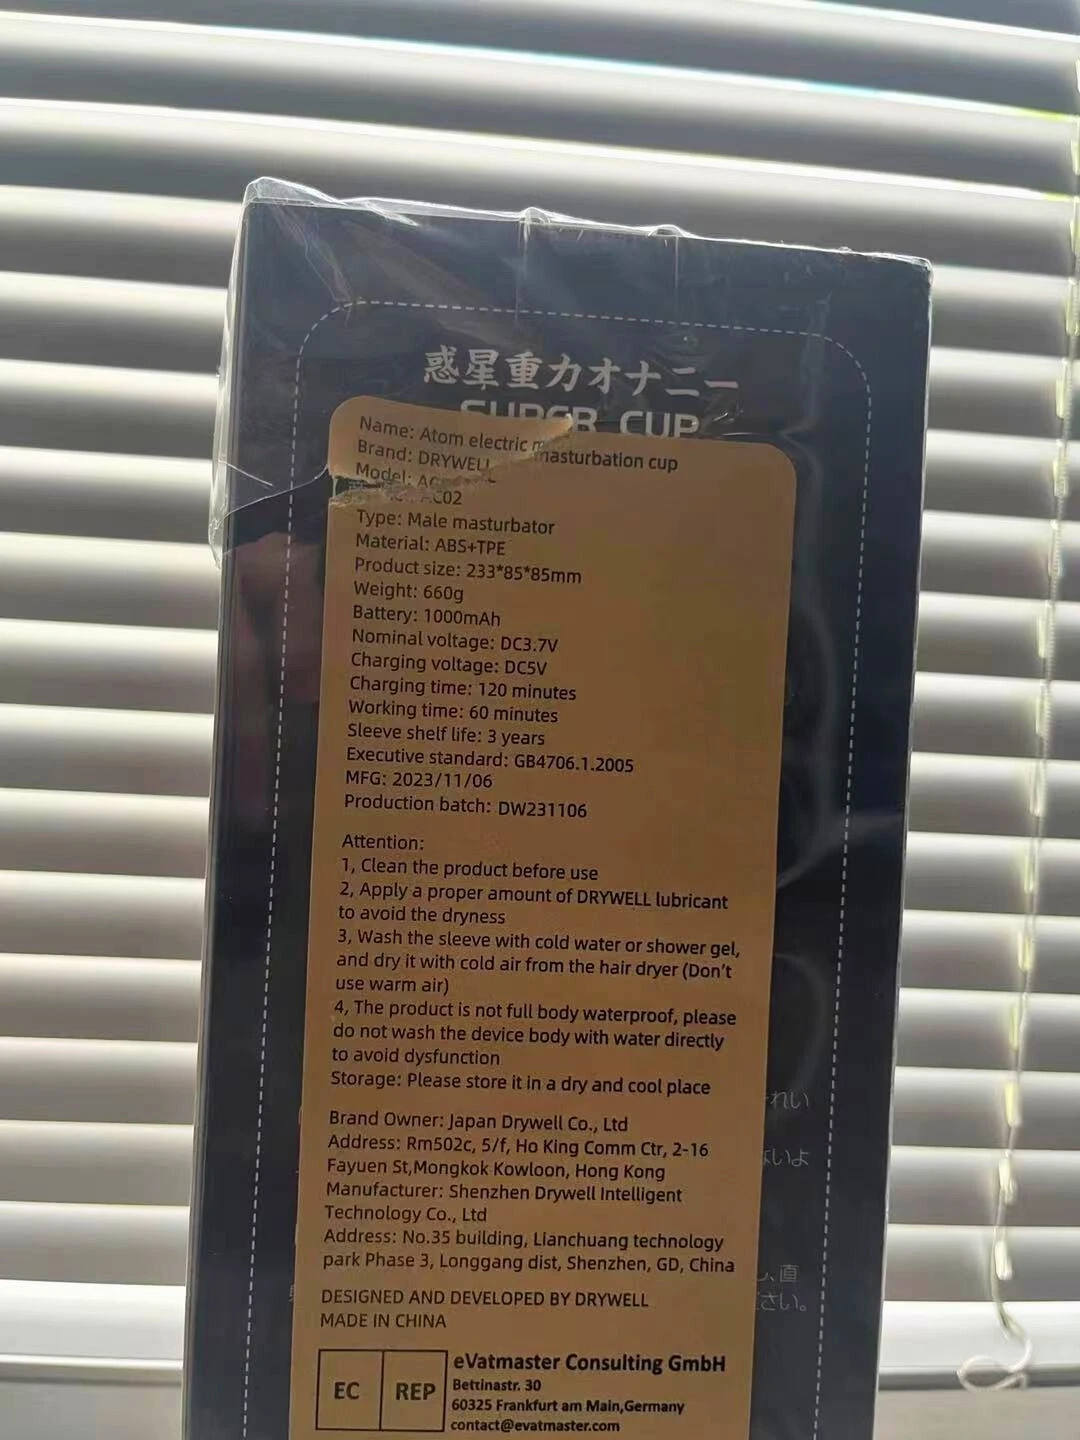 惑星重力オナニー
SUPER CUP
Name: Atom electric masturbation cup
Brand: DRYWELL
Model: AC02
Type: Male masturbator
Material: ABS+TPE
Product size: 233*85*85mm
Weight: 660g
Battery: 1000mAh
Nominal voltage: DC3.7V
Charging voltage: DC5V
Charging time: 120 minutes
Working time: 60 minutes
Sleeve shelf life: 3 years
Executive standard: GB4706.1.2005
MFG: 2023/11/06
Production batch: DW231106
Attention:
1, Clean the product before use
2, Apply a proper amount of DRYWELL lubricant
to avoid the dryness
3, Wash the sleeve with cold water or shower gel,
and dry it with cold air from the hair dryer (Don't
use warm air)
4, The product is not full body waterproof, please
do not wash the device body with water directly
to avoid dysfunction
Storage: Please store it in a dry and cool place
Brand Owner: Japan Drywell Co., Ltd
Address: Rm502c, 5/f, Ho King Comm Ctr, 2-16
Fayuen St,Mongkok Kowloon, Hong Kong
Manufacturer: Shenzhen Drywell Intelligent
Technology Co., Ltd
Address: No.35 building, Lianchuang technology
park Phase 3, Longgang dist, Shenzhen, GD, China
DESIGNED AND DEVELOPED BY DRYWELL
MADE IN CHINA
EC REP
eVatmaster Consulting GmbH
Bettinastr. 30
60325 Frankfurt am Main,Germany
contact@evatmaster.com